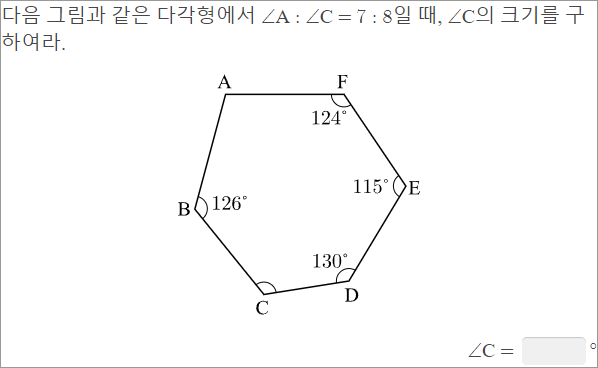 다음 그림과 같은 다각형에서 ∠A : ∠C = 7 : 8일 때, ∠C의 크기를 구
하여라.
A F
124°
115° E
B 126°
130°
C D
∠C = °